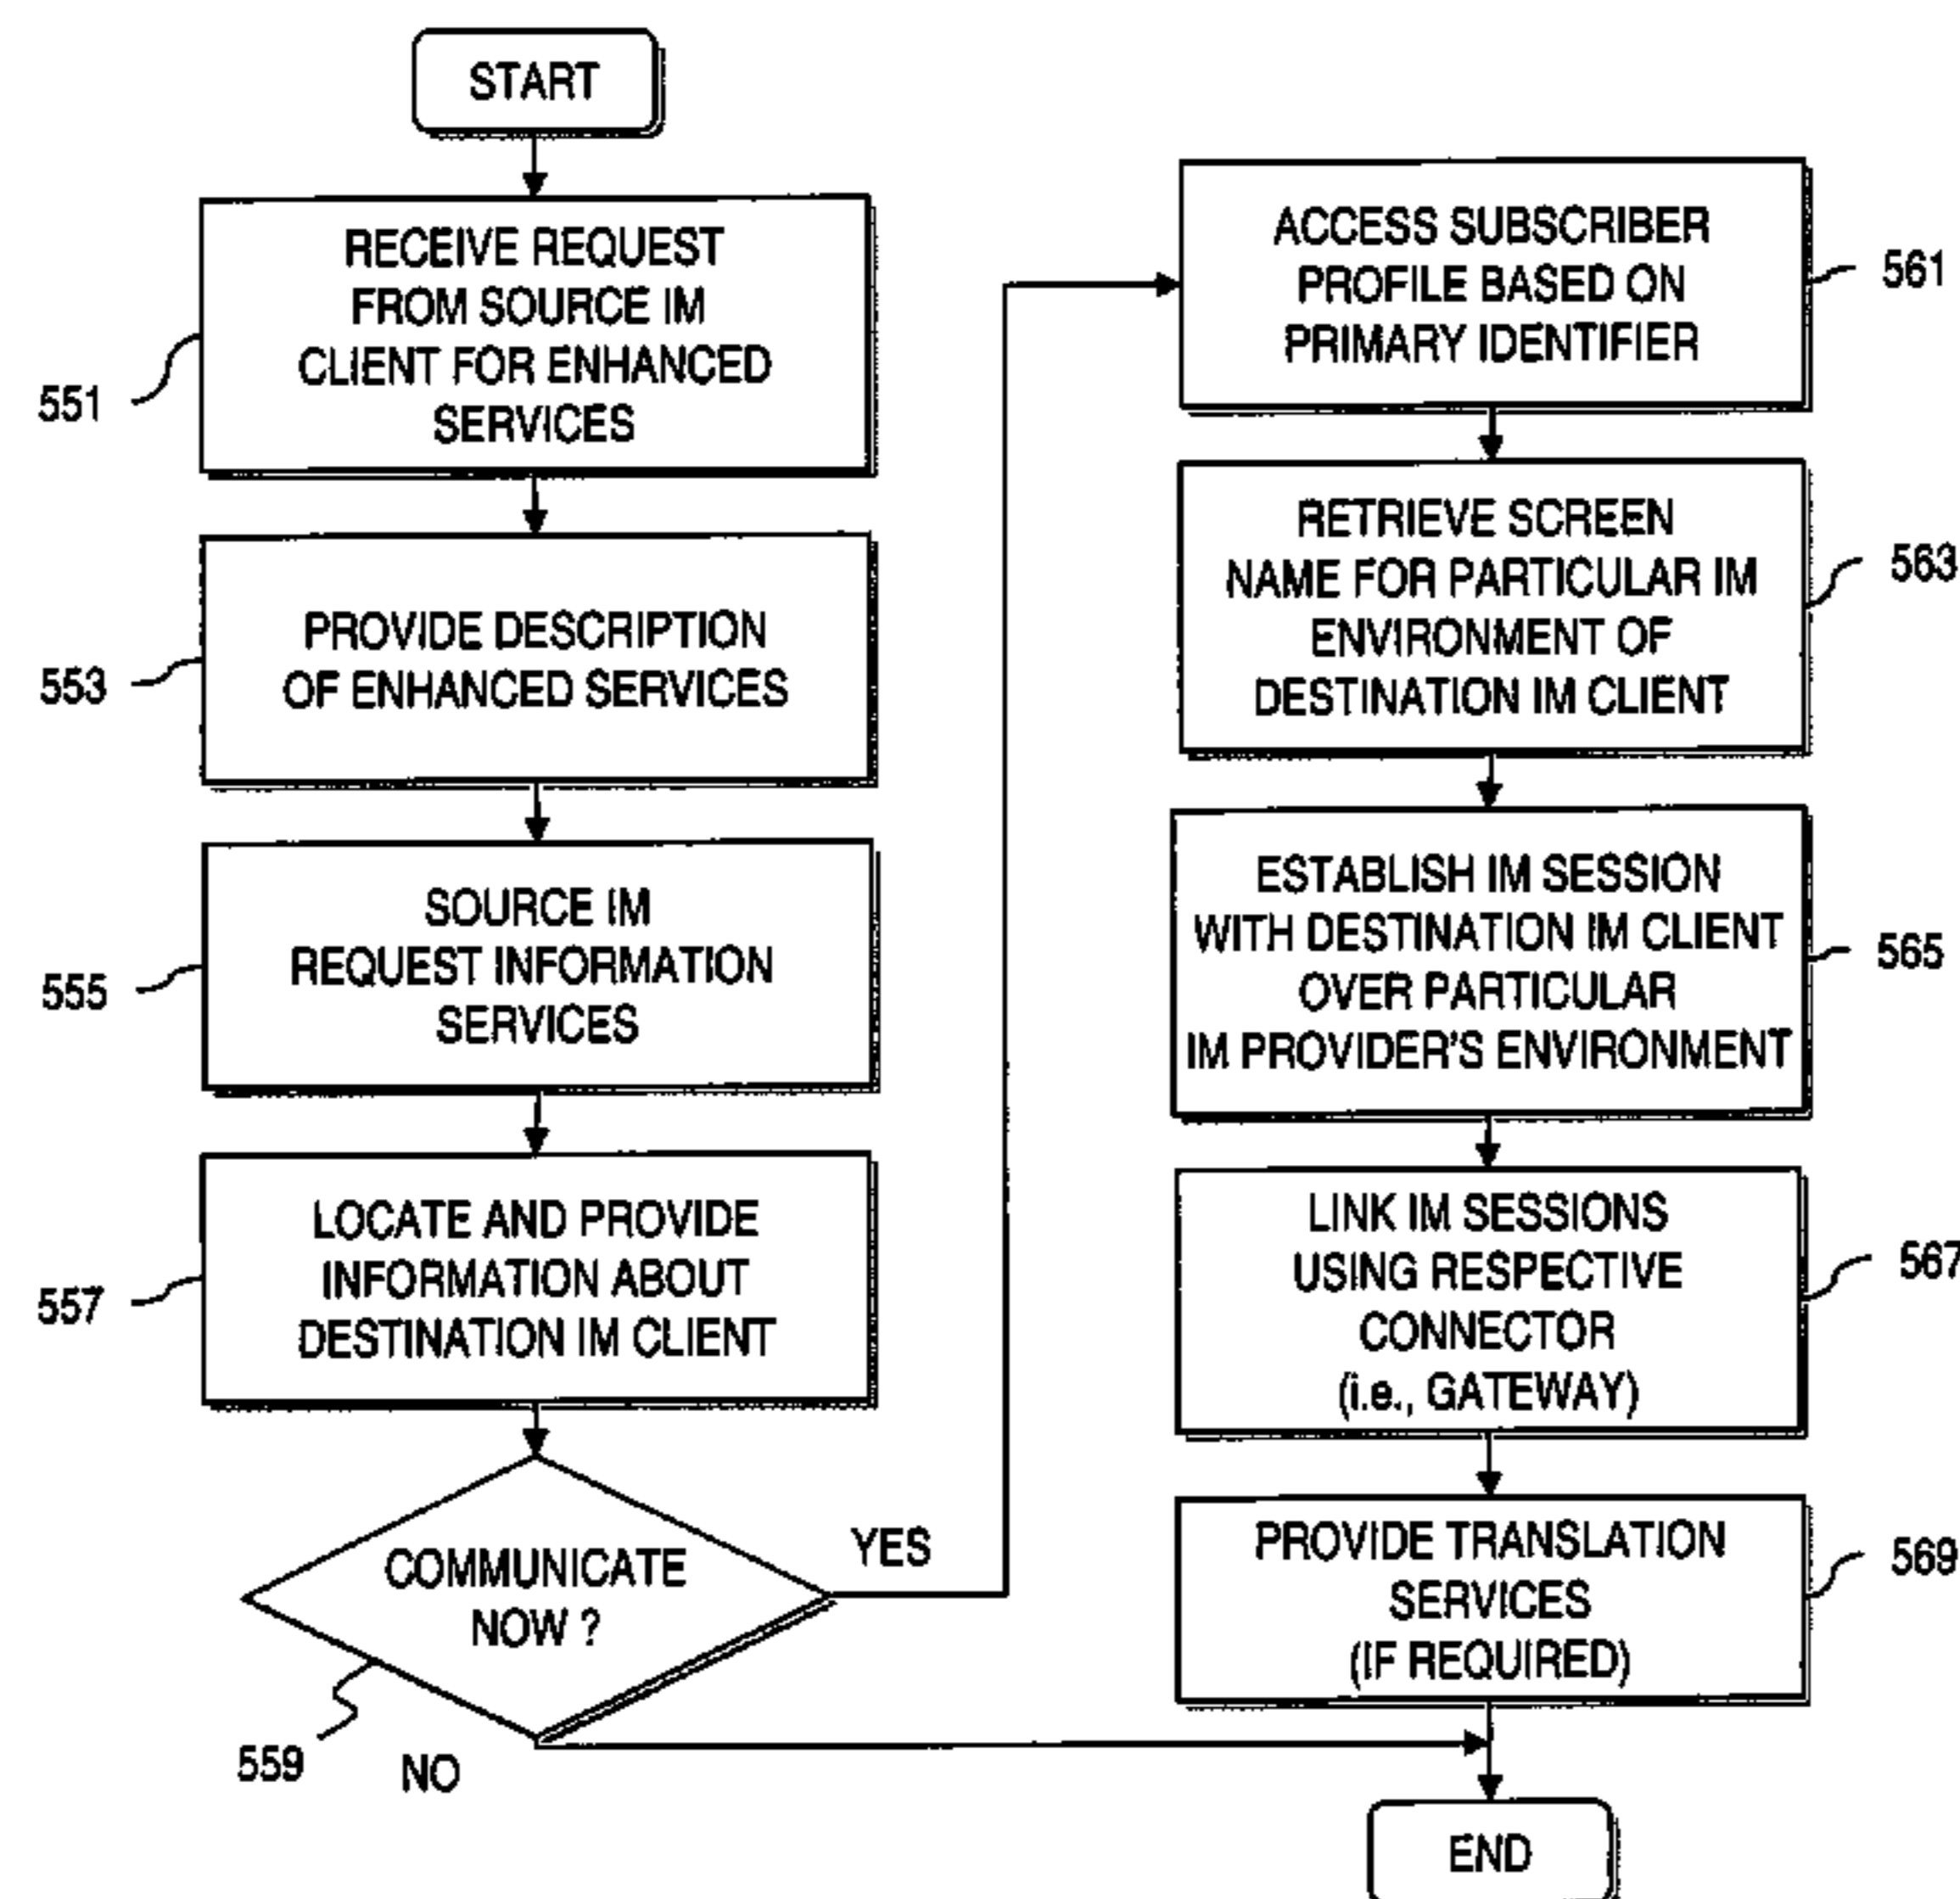 START
RECEIVE REQUEST
FROM SOURCE IM
CLIENT FOR ENHANCED
SERVICES
551
PROVIDE DESCRIPTION
OF ENHANCED SERVICES
553
SOURCE IM
REQUEST INFORMATION
SERVICES
555
LOCATE AND PROVIDE
INFORMATION ABOUT
DESTINATION IM CLIENT
557
COMMUNICATE
NOW ?
YES
559
NO
ACCESS SUBSCRIBER
PROFILE BASED ON
PRIMARY IDENTIFIER
561
RETRIEVE SCREEN
NAME FOR PARTICULAR IM
ENVIRONMENT OF
DESTINATION IM CLIENT
563
ESTABLISH IM SESSION
WITH DESTINATION IM CLIENT
OVER PARTICULAR
IM PROVIDER'S ENVIRONMENT
565
LINK IM SESSIONS
USING RESPECTIVE
CONNECTOR
(i.e., GATEWAY)
567
PROVIDE TRANSLATION
SERVICES
(IF REQUIRED)
569
END